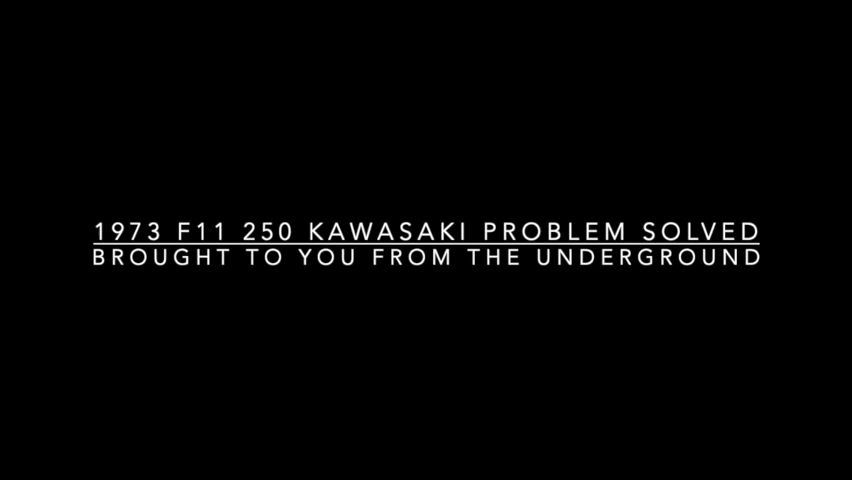 1973 F11 250 KAWASAKI PROBLEM SOLVED
BROUGHT TO YOU FROM THE UNDERGROUND